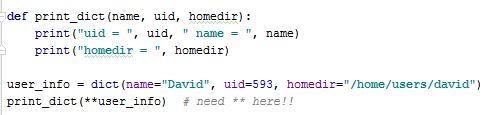 def print_dict(name, uid, homedir):
    print("uid = ", uid, " name = ", name)
    print("homedir = ", homedir)

user_info = dict(name="David", uid=593, homedir="/home/users/david")
print_dict(**user_info)  # need ** here!!